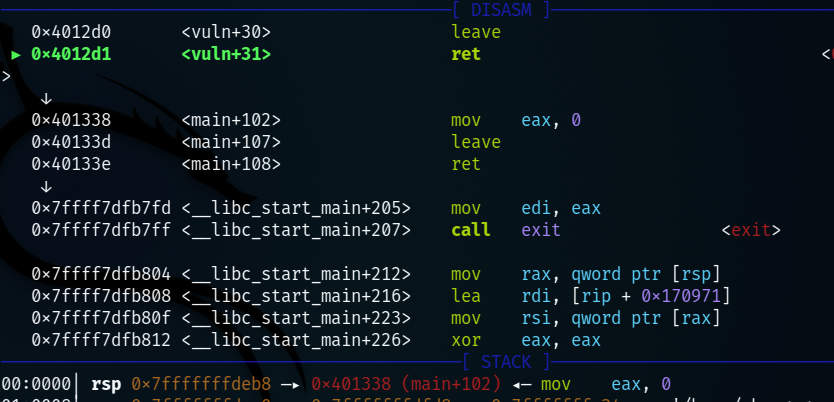 [ DISASM ]
0×4012d0 <vuln+30> leave
► 0×4012d1 <vuln+31> ret <
>
↓
0×401338 <main+102> mov eax, 0
0×40133d <main+107> leave
0×40133e <main+108> ret
↓
0×7ffff7dfb7fd <__libc_start_main+205> mov edi, eax
0×7ffff7dfb7ff <__libc_start_main+207> call exit <exit>
0×7ffff7dfb804 <__libc_start_main+212> mov rax, qword ptr [rsp]
0×7ffff7dfb808 <__libc_start_main+216> lea rdi, [rip + 0×170971]
0×7ffff7dfb80f <__libc_start_main+223> mov rsi, qword ptr [rax]
0×7ffff7dfb812 <__libc_start_main+226> xor eax, eax
[ STACK ]
00:0000│ rsp 0×7fffffffdeb8 —▸ 0×401338 (main+102) ◂— mov eax, 0